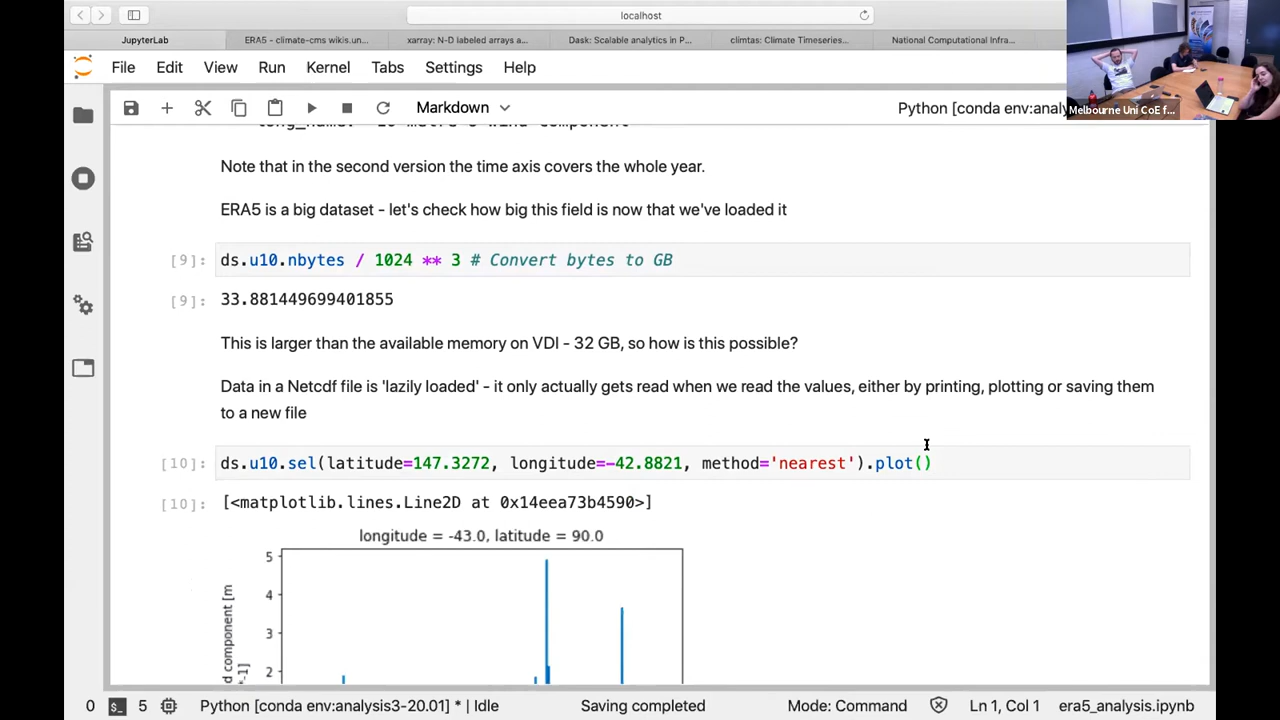 localhost
JupyterLab
ERA5 - climate-cms wikis.un...
xarray: N-D labeled arrays a...
Dask: Scalable analytics in P...
climtas: Climate Timeseries...
National Computational Infra...
File Edit View Run Kernel Tabs Settings Help
Markdown
Python [conda env:analy
Melbourne Uni CoE f...
Note that in the second version the time axis covers the whole year.
ERA5 is a big dataset - let's check how big this field is now that we've loaded it
[9]: ds.u10.nbytes / 1024 ** 3 # Convert bytes to GB
[9]: 33.881449699401855
This is larger than the available memory on VDI - 32 GB, so how is this possible?
Data in a Netcdf file is 'lazily loaded' - it only actually gets read when we read the values, either by printing, plotting or saving them
to a new file
[10]: ds.u10.sel(latitude=147.3272, longitude=-42.8821, method='nearest').plot()
[10]: [<matplotlib.lines.Line2D at 0x14eea73b4590>]
longitude = -43.0, latitude = 90.0
5
4
3
2
d component [m
0 5 Python [conda env:analysis3-20.01] * | Idle Saving completed Mode: Command Ln 1, Col 1 era5_analysis.ipynb